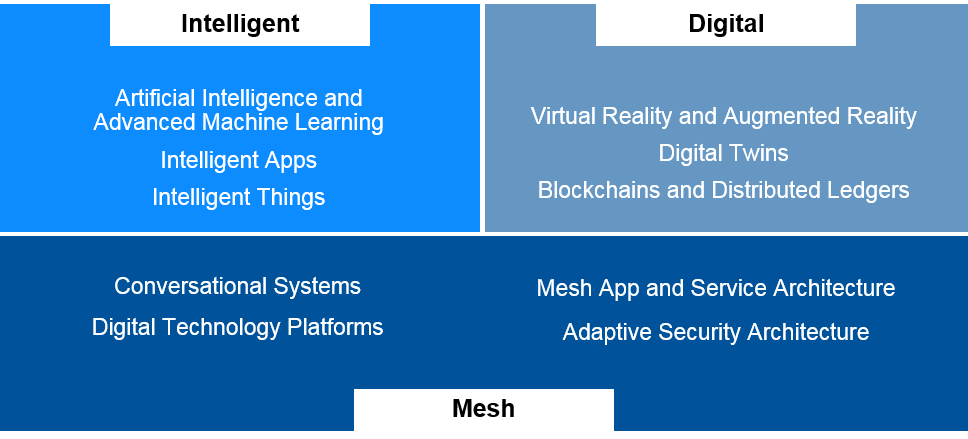 Intelligent
Artificial Intelligence and
Advanced Machine Learning
Intelligent Apps
Intelligent Things
Digital
Virtual Reality and Augmented Reality
Digital Twins
Blockchains and Distributed Ledgers
Conversational Systems
Digital Technology Platforms
Mesh App and Service Architecture
Adaptive Security Architecture
Mesh